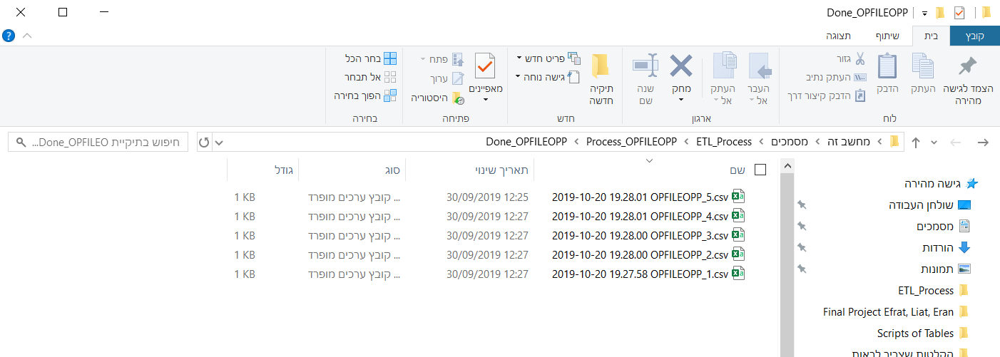 Done_OPFILEOPP
קובץ
בית
שיתוף
תצוגה
?
הצמד לגישה מהירה
העתק
הדבק
גזור
העתק נתיב
הדבק קיצור דרך
לוח
העבר אל
העתק אל
מחק
שנה שם
ארגון
תיקיה חדשה
פריט חדש
גישה נוחה
חדש
מאפיינים
פתח
ערוך
היסטוריה
פתיחה
בחר הכל
אל תבחר
הפוך בחירה
בחירה
מחשב זה
מסמכים
ETL_Process
Process_OPFILEOPP
Done_OPFILEOPP
חיפוש בתיקיית Done_OPFILEO...
גישה מהירה
שולחן העבודה
מסמכים
הורדות
תמונות
ETL_Process
Final Project Efrat, Liat, Eran
Scripts of Tables
הקלטות שצריך לראות
שם תאריך שינוי סוג גודל
2019-10-20 19.28.01 OPFILEOPP_5.csv 30/09/2019 12:25 קובץ ערכים מופרד ... 1 KB
2019-10-20 19.28.01 OPFILEOPP_4.csv 30/09/2019 12:27 קובץ ערכים מופרד ... 1 KB
2019-10-20 19.28.00 OPFILEOPP_3.csv 30/09/2019 12:27 קובץ ערכים מופרד ... 1 KB
2019-10-20 19.28.00 OPFILEOPP_2.csv 30/09/2019 12:27 קובץ ערכים מופרד ... 1 KB
2019-10-20 19.27.58 OPFILEOPP_1.csv 30/09/2019 12:27 קובץ ערכים מופרד ... 1 KB